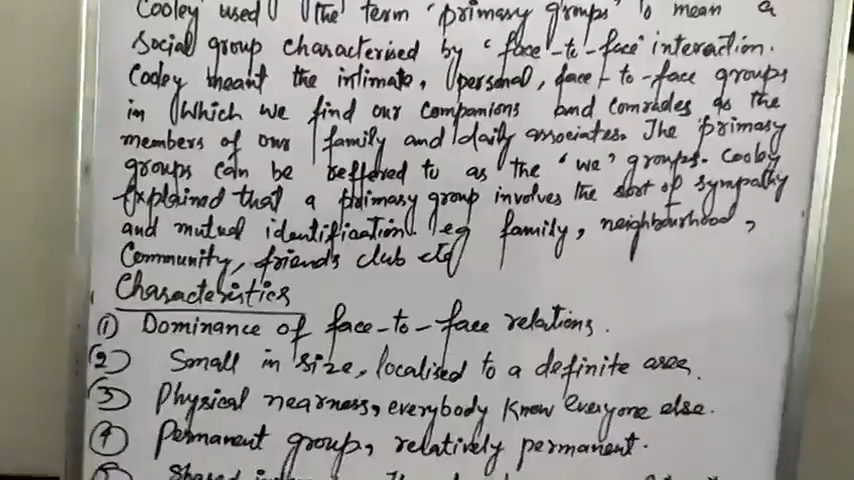 Cooley used the term 'primary groups' to mean a
Social group characterised by 'face-to-face' interaction.
Cooley meant the intimate, personal, face-to-face groups
in which we find our companions and comrades as the
members of our family and daily associates. The primary
groups can be reffered to as the 'we' groups. Cooley
Explained that a primary group involves the sort of sympathy
and mutual identification. eg family, neighbourhood,
Community, friends club etc
Characteristics
① Dominance of face-to-face relations.
② Small in size, localised to a definite area.
③ Physical nearness, everybody know everyone else.
④ Permanent group, relatively permanent.
⑤ Shared